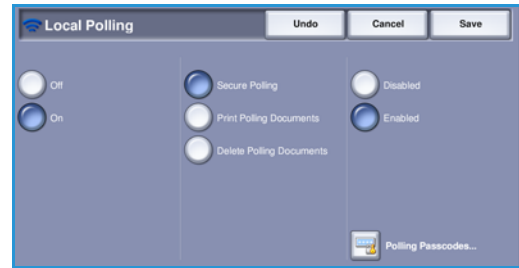 Local Polling
Undo
Cancel
Save
Off
On
Secure Polling
Print Polling Documents
Delete Polling Documents
Disabled
Enabled
Polling Passcodes...